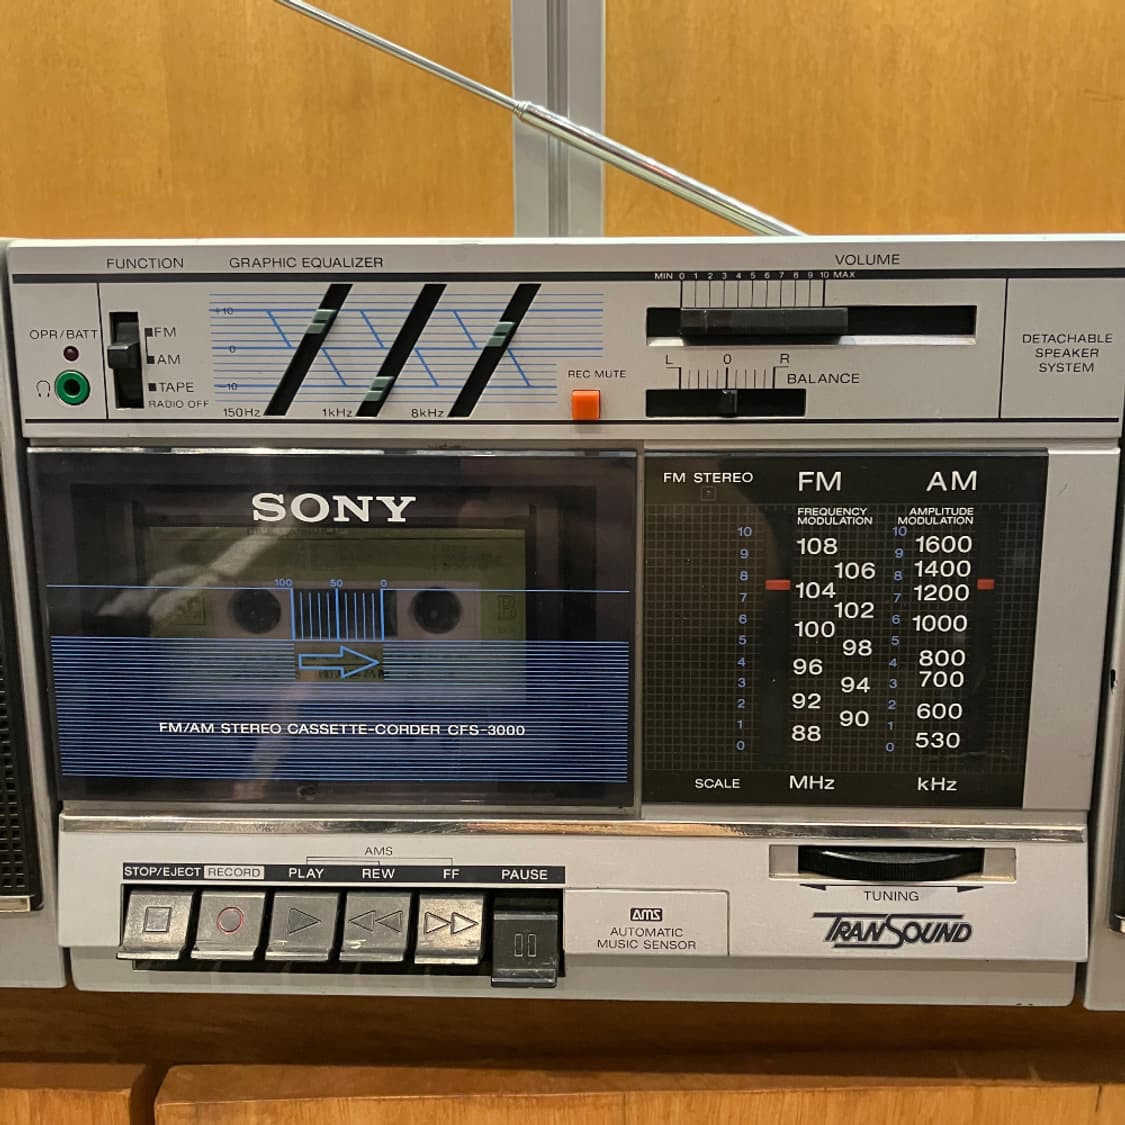 FUNCTION
GRAPHIC EQUALIZER
VOLUME
MIN 0 1 2 3 4 5 6 7 8 9 10 MAX
OPR/BATT
FM
AM
TAPE
RADIO OFF
+10
0
-10
150Hz 1kHz 8kHz
REC MUTE
L 0 R
BALANCE
DETACHABLE
SPEAKER
SYSTEM
SONY
100 50 0
B
FM/AM STEREO CASSETTE-CORDER CFS-3000
FM STEREO
FM
AM
FREQUENCY
MODULATION
AMPLITUDE
MODULATION
10
9
8
7
6
5
4
3
2
1
0
108
106
104
102
100
98
96
94
92
90
88
10
9
8
7
6
5
4
3
2
1
0
1600
1400
1200
1000
800
700
600
530
SCALE
MHz
kHz
AMS
STOP/EJECT RECORD PLAY REW FF PAUSE
AMS
AUTOMATIC
MUSIC SENSOR
TUNING
TRANSOUND